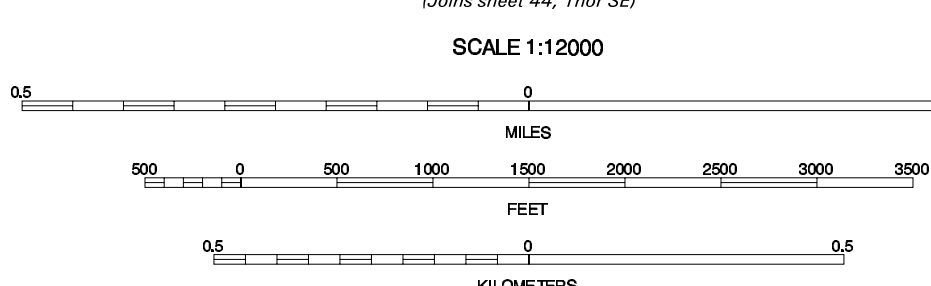 (Joins sheet 44, Thor SE)
SCALE 1:12000
0.5 0
MILES
500 0 500 1000 1500 2000 2500 3000 3500
FEET
0.5 0 0.5
KILOMETERS